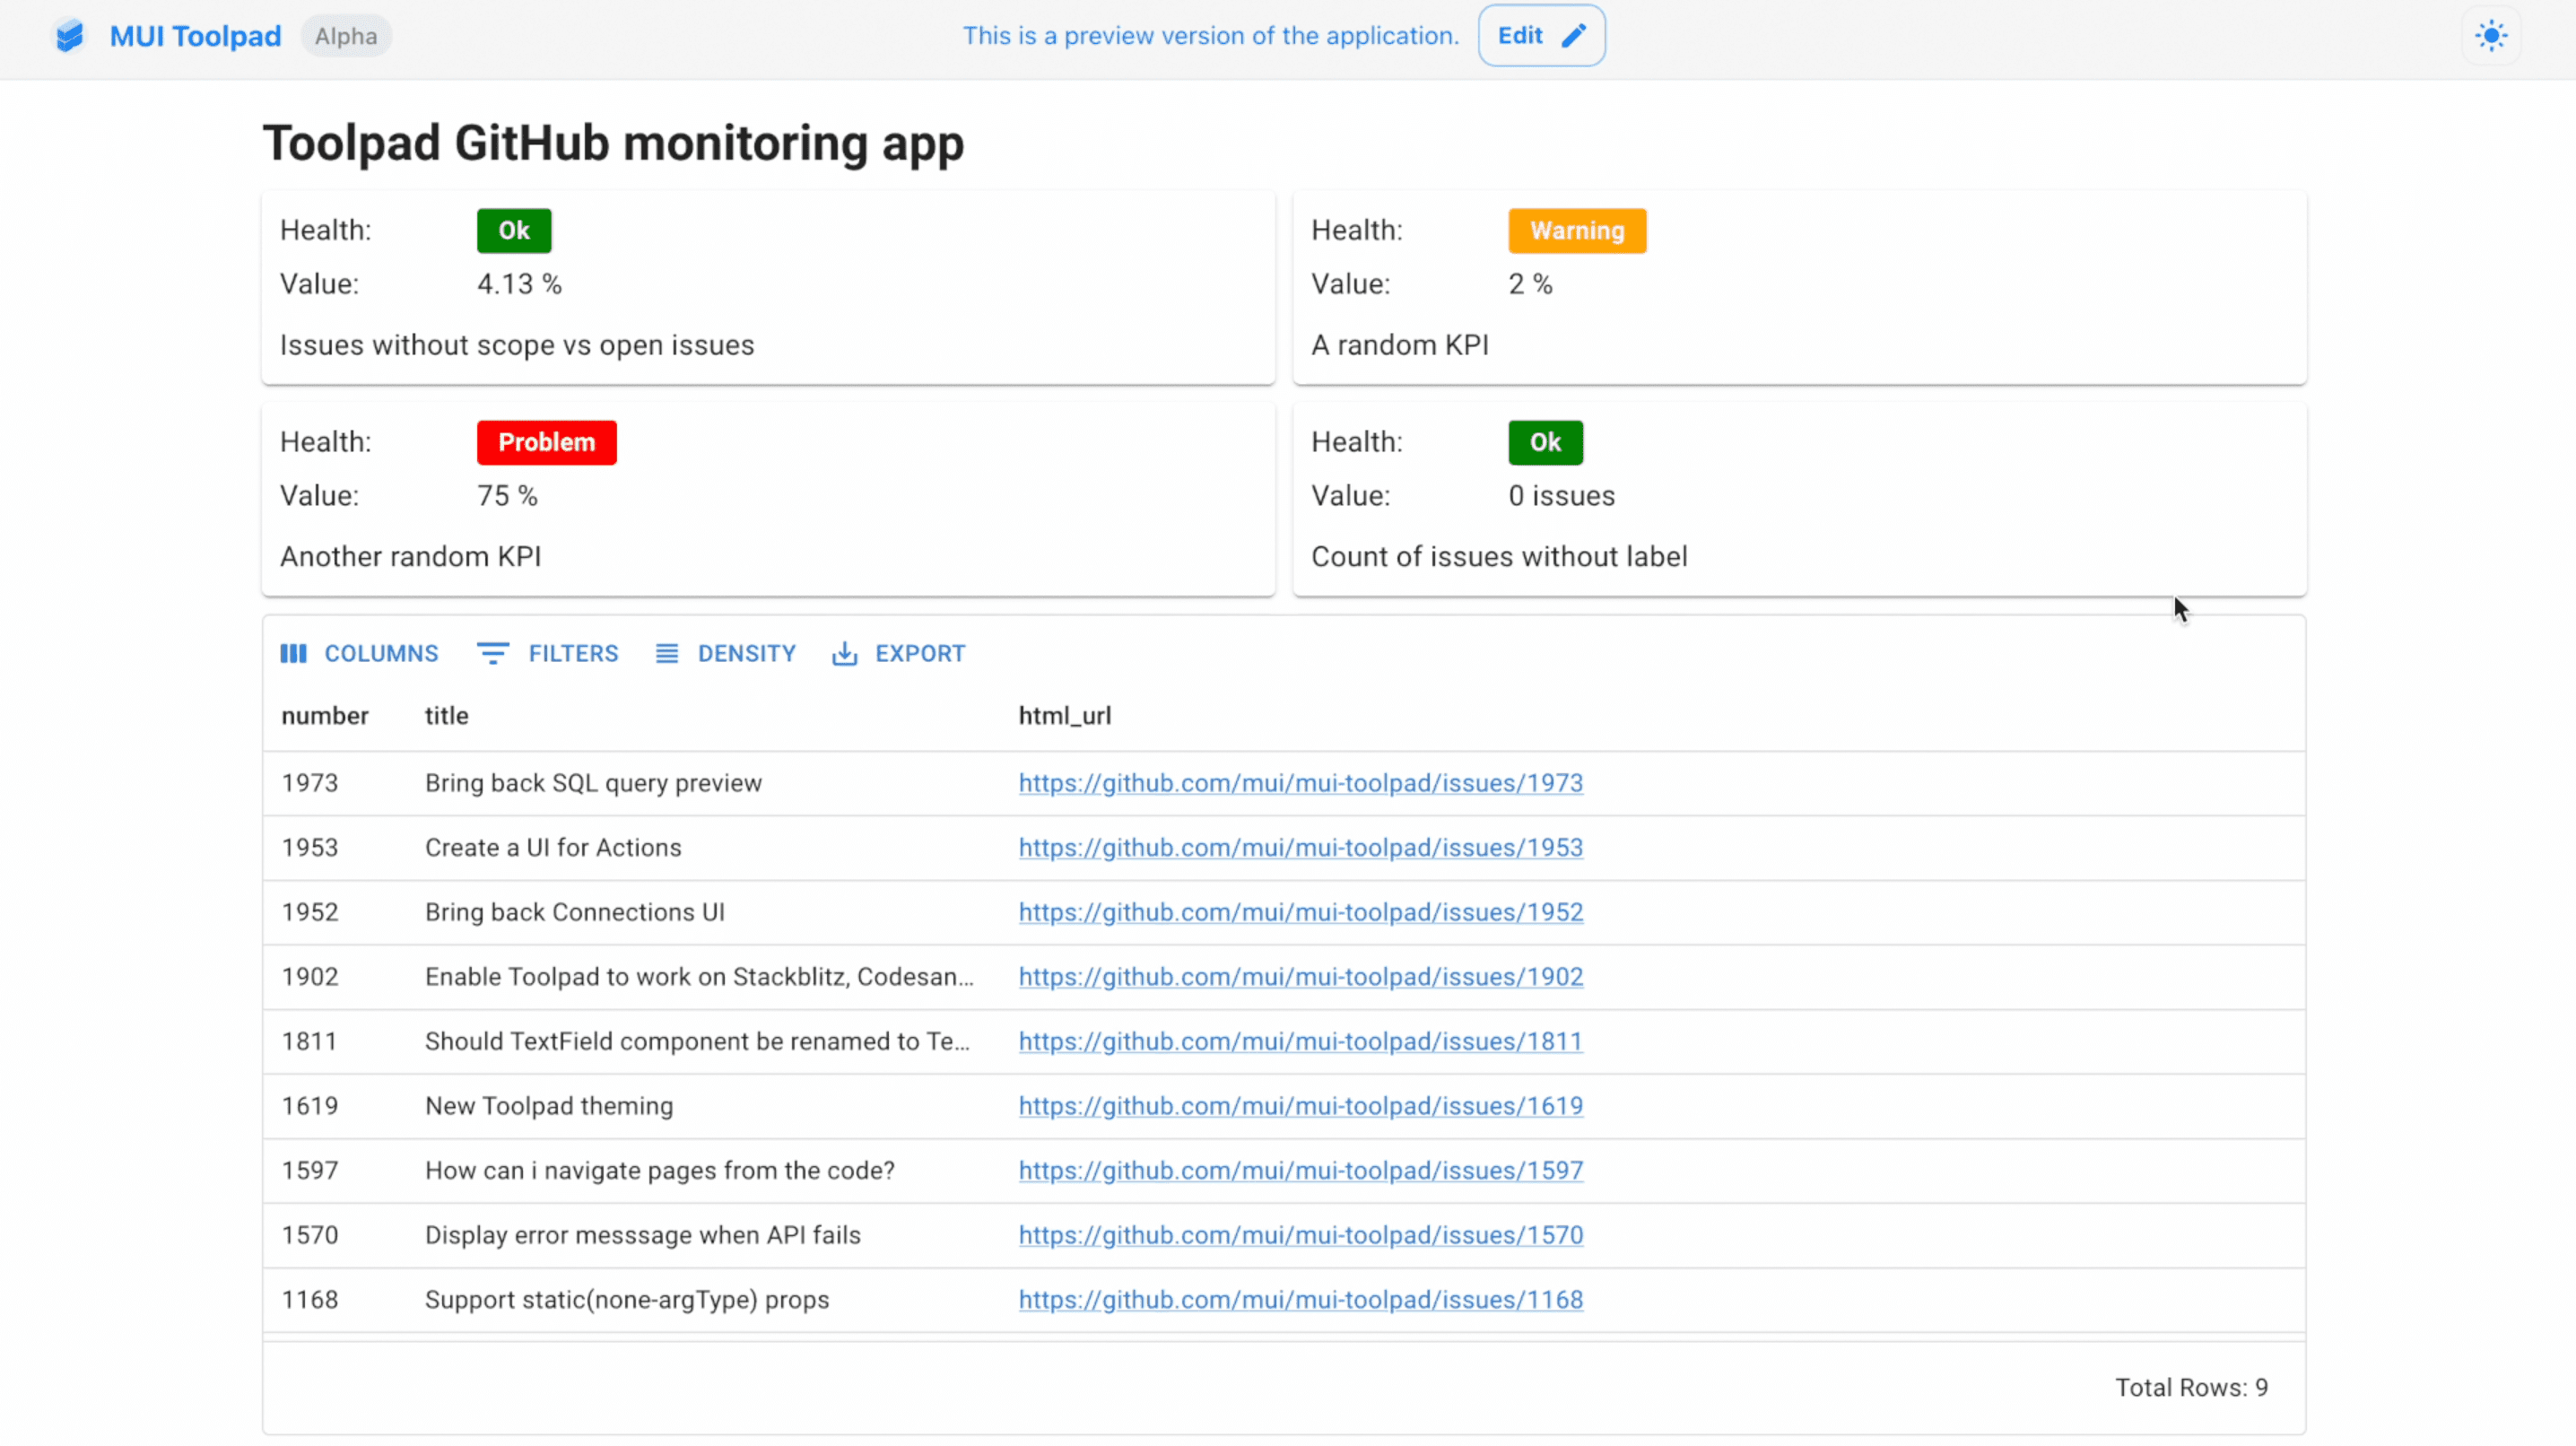 MUI Toolpad Alpha This is a preview version of the application. Edit
Toolpad GitHub monitoring app
Health: Ok
Value: 4.13 %
Issues without scope vs open issues
Health: Warning
Value: 2 %
A random KPI
Health: Problem
Value: 75 %
Another random KPI
Health: Ok
Value: 0 issues
Count of issues without label
COLUMNS FILTERS DENSITY EXPORT
number title html_url
1973 Bring back SQL query preview https://github.com/mui/mui-toolpad/issues/1973
1953 Create a UI for Actions https://github.com/mui/mui-toolpad/issues/1953
1952 Bring back Connections UI https://github.com/mui/mui-toolpad/issues/1952
1902 Enable Toolpad to work on Stackblitz, Codesan... https://github.com/mui/mui-toolpad/issues/1902
1811 Should TextField component be renamed to Te... https://github.com/mui/mui-toolpad/issues/1811
1619 New Toolpad theming https://github.com/mui/mui-toolpad/issues/1619
1597 How can i navigate pages from the code? https://github.com/mui/mui-toolpad/issues/1597
1570 Display error messsage when API fails https://github.com/mui/mui-toolpad/issues/1570
1168 Support static(none-argType) props https://github.com/mui/mui-toolpad/issues/1168
Total Rows: 9